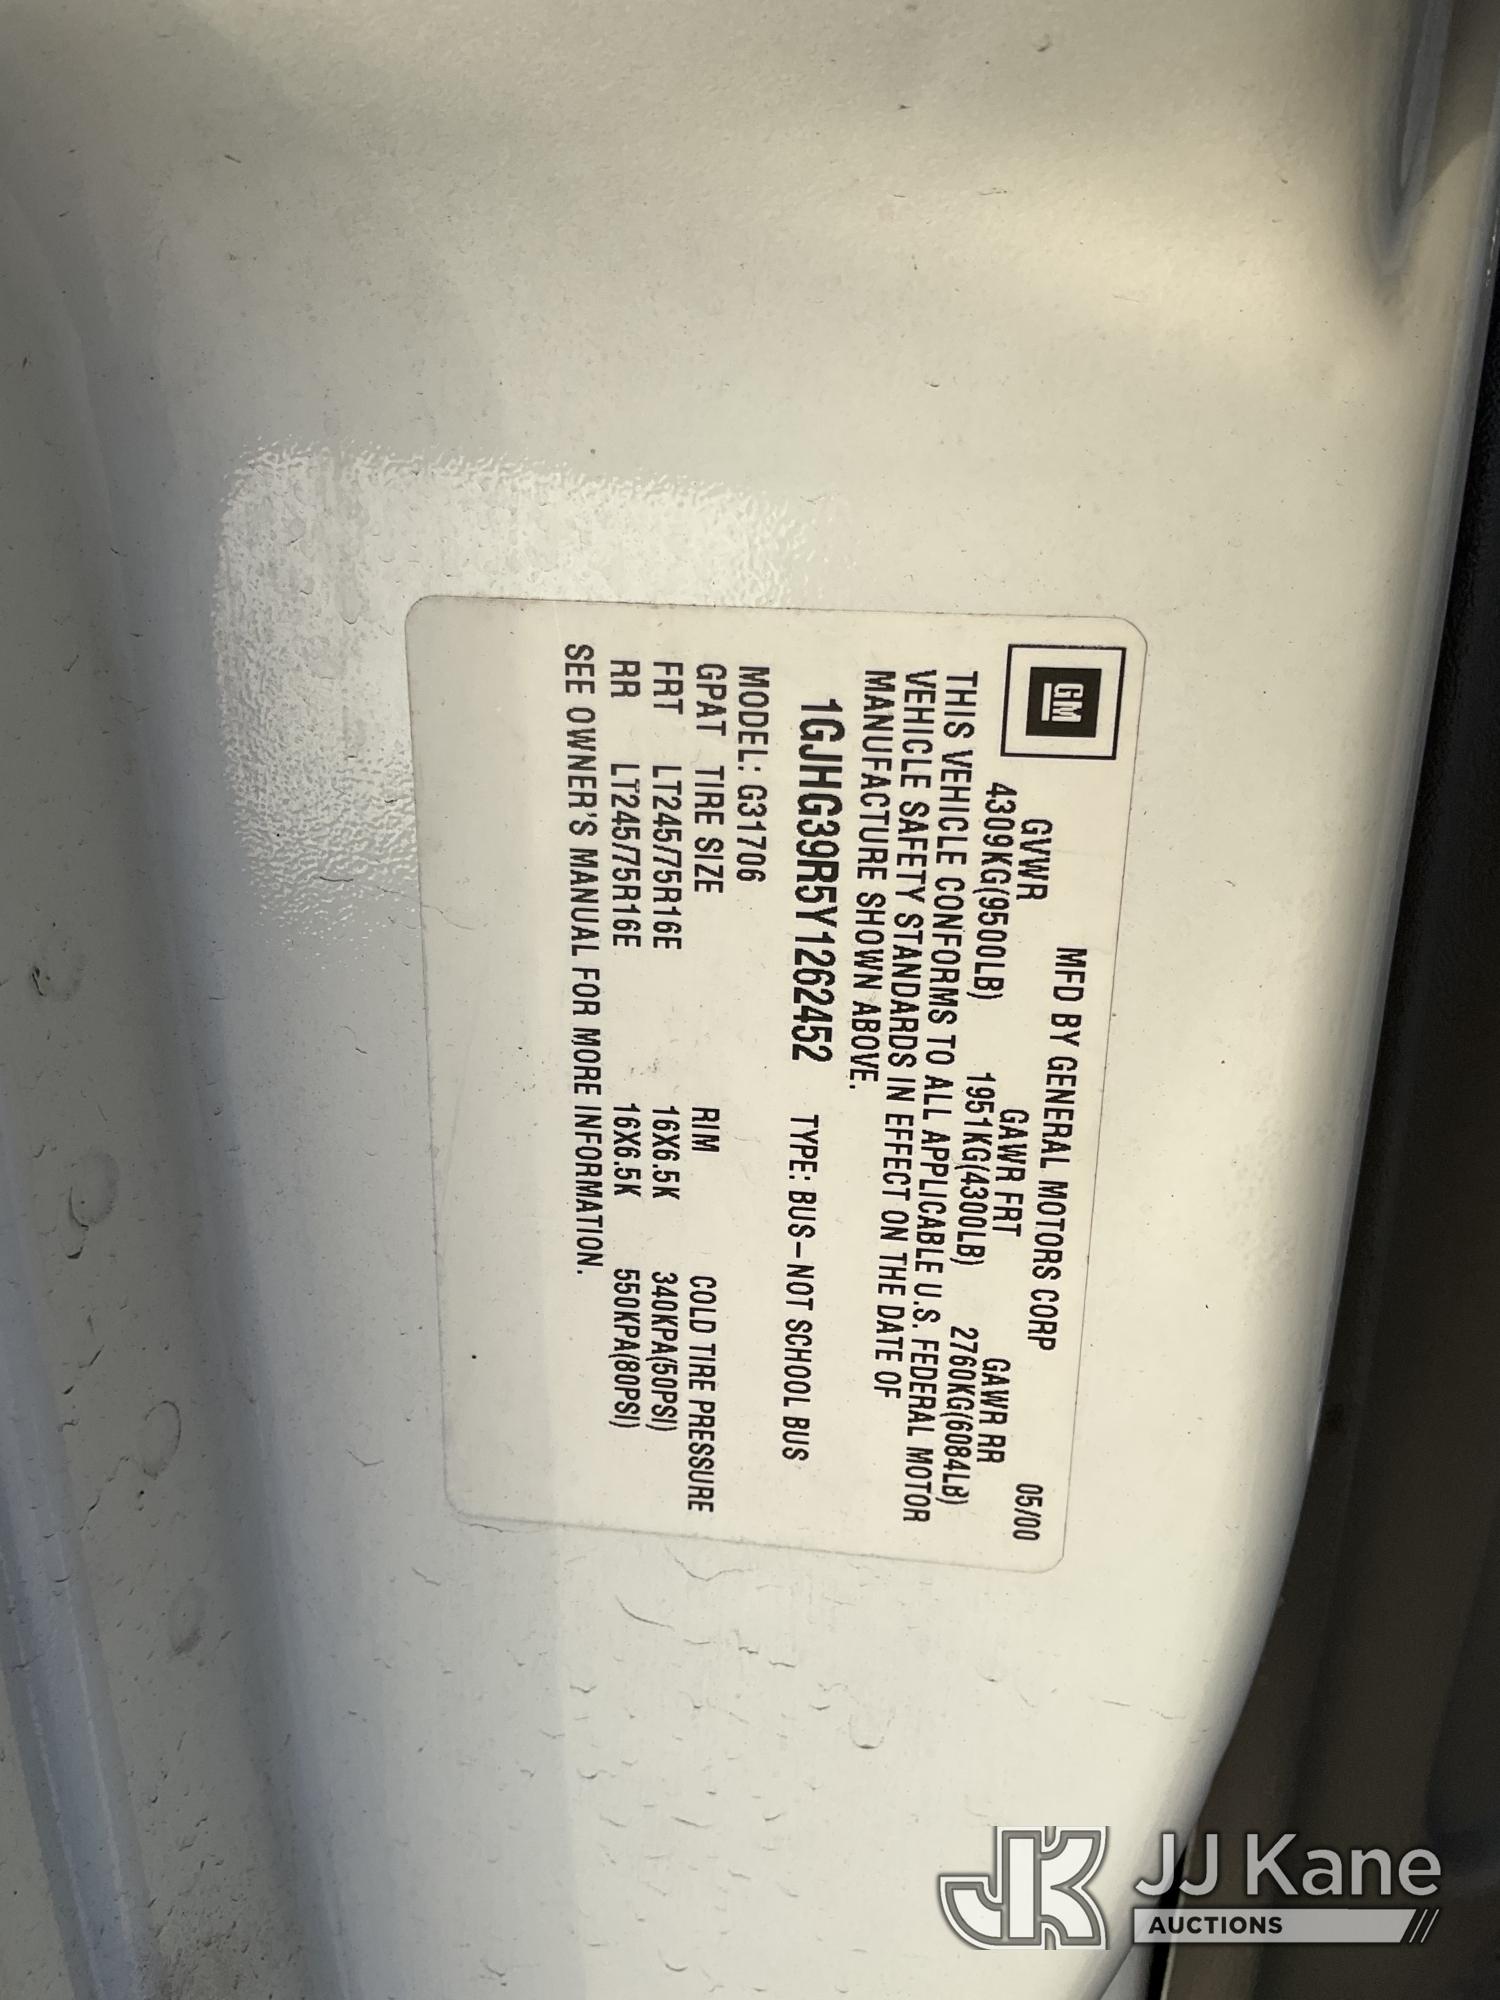 GM
MFD BY GENERAL MOTORS CORP 05/00
GVWR GAWR FRT GAWR RR
4309KG(9500LB) 1951KG(4300LB) 2760KG(6084LB)
THIS VEHICLE CONFORMS TO ALL APPLICABLE U.S. FEDERAL MOTOR
VEHICLE SAFETY STANDARDS IN EFFECT ON THE DATE OF
MANUFACTURE SHOWN ABOVE.
1GJHG39R5Y1262452 TYPE: BUS-NOT SCHOOL BUS
MODEL: G31706
GPAT TIRE SIZE RIM COLD TIRE PRESSURE
FRT LT245/75R16E 16X6.5K 340KPA(50PSI)
RR LT245/75R16E 16X6.5K 550KPA(80PSI)
SEE OWNER'S MANUAL FOR MORE INFORMATION.
JK JJ Kane
AUCTIONS